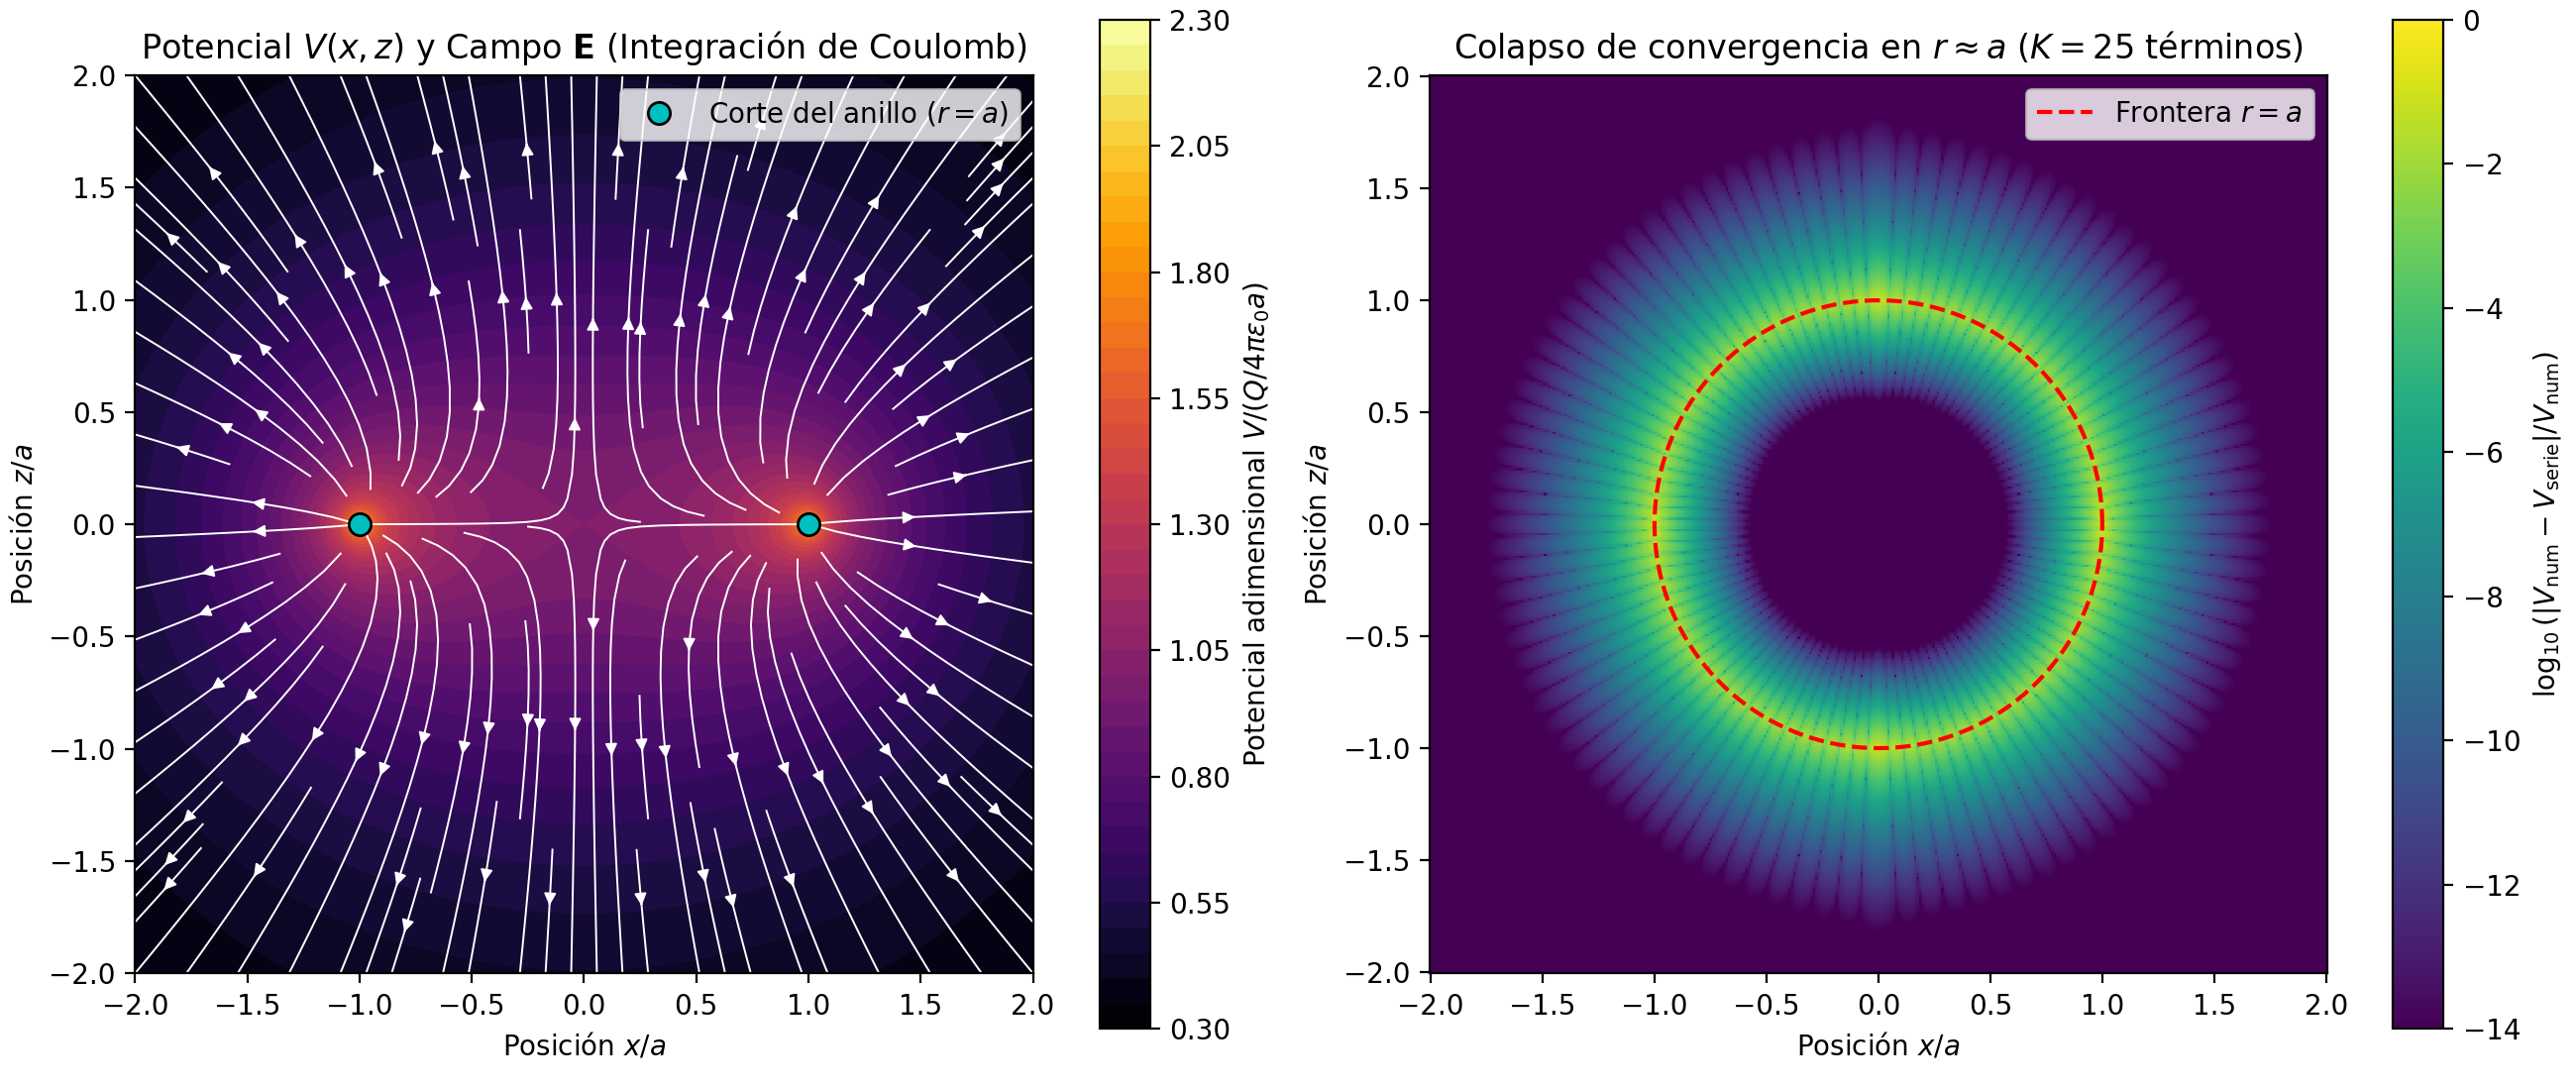 Potencial V(x, z) y Campo E (Integración de Coulomb)
Corte del anillo (r = a)
2.0
1.5
1.0
0.5
0.0
−0.5
−1.0
−1.5
−2.0
Posición z/a
−2.0 −1.5 −1.0 −0.5 0.0 0.5 1.0 1.5 2.0
Posición x/a
2.30
2.05
1.80
1.55
1.30
1.05
0.80
0.55
0.30
Potencial adimensional V/(Q/4πε₀a)
Colapso de convergencia en r ≈ a (K = 25 términos)
Frontera r = a
2.0
1.5
1.0
0.5
0.0
−0.5
−1.0
−1.5
−2.0
Posición z/a
−2.0 −1.5 −1.0 −0.5 0.0 0.5 1.0 1.5 2.0
Posición x/a
0
−2
−4
−6
−8
−10
−12
−14
log₁₀ (|V_num − V_serie|/V_num)